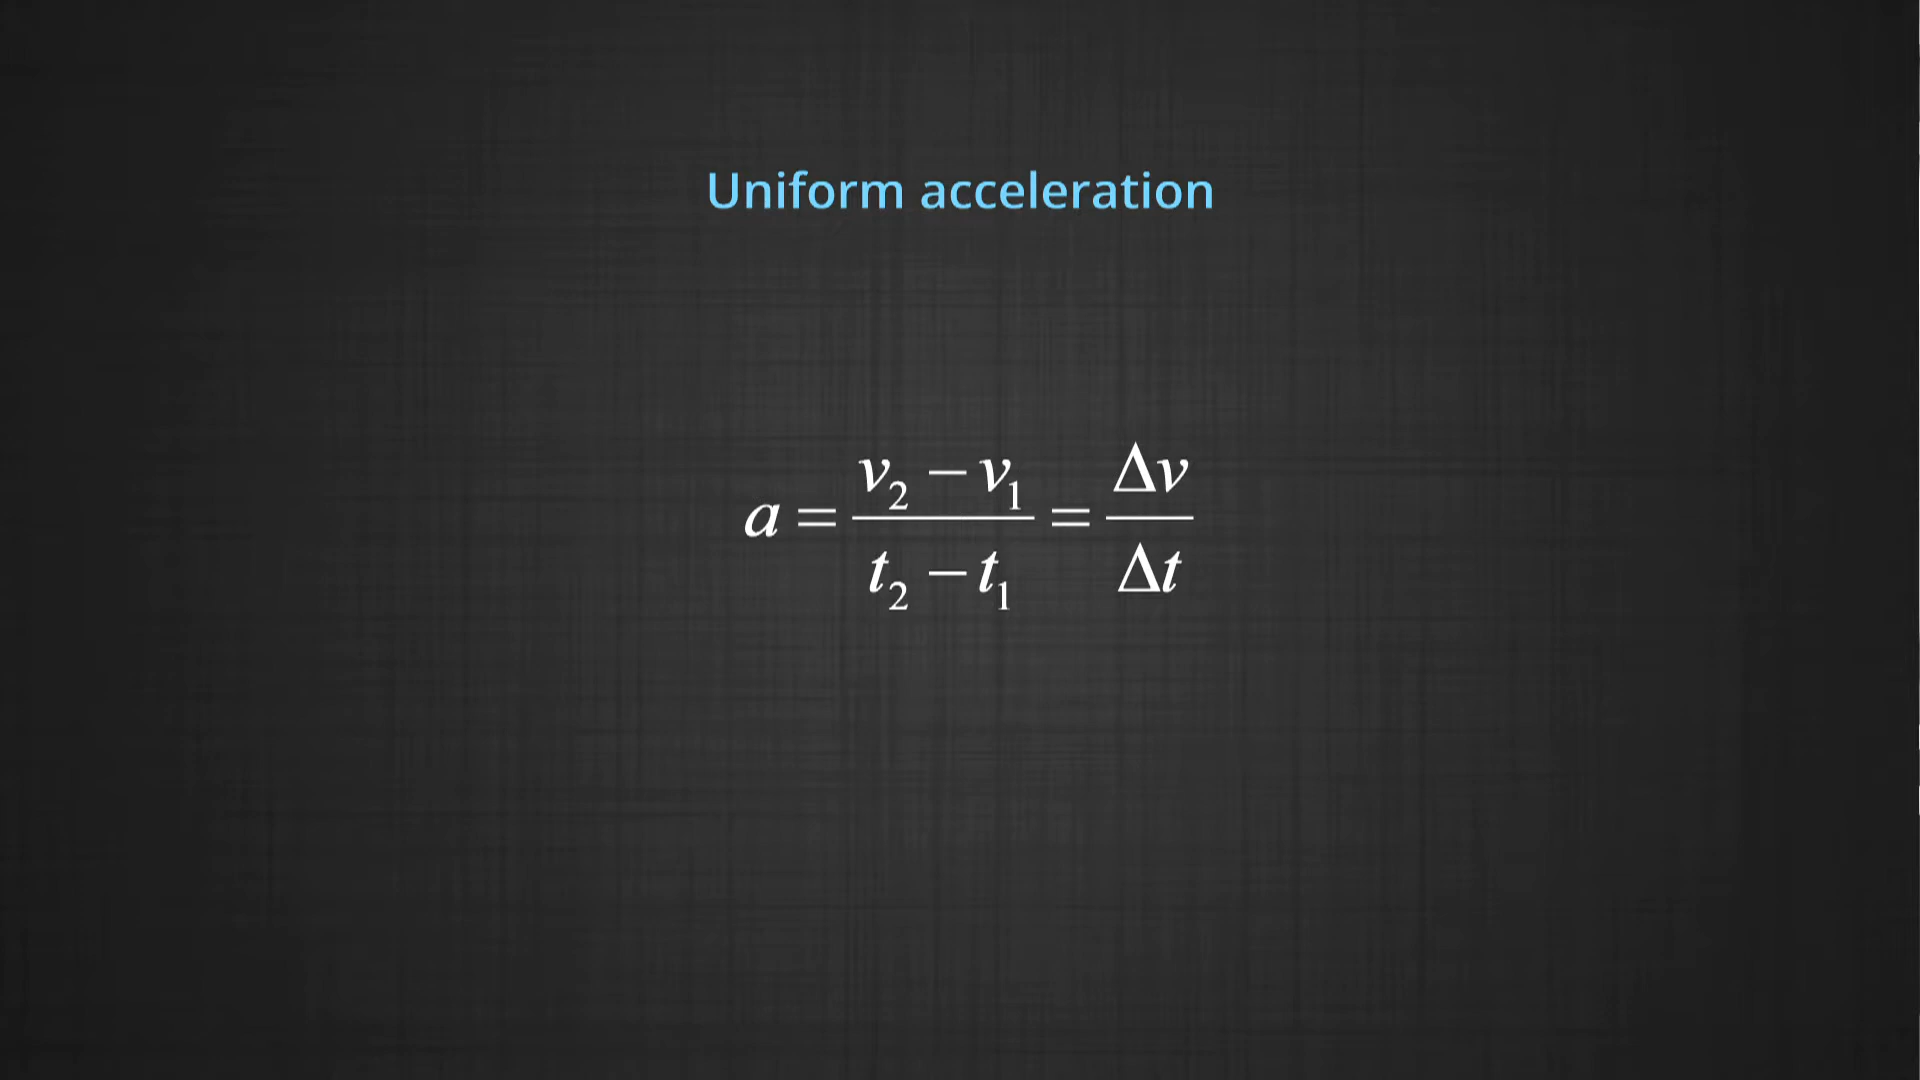 Uniform acceleration
a = (v₂ − v₁) / (t₂ − t₁) = Δv / Δt